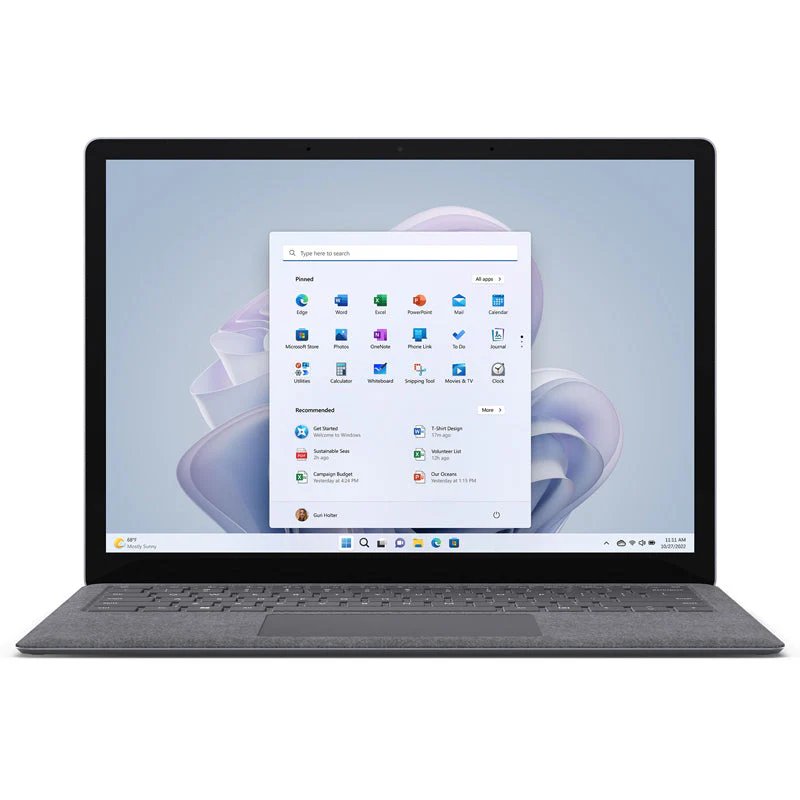 Type here to search
Pinned
All apps >
Edge Word Excel PowerPoint Mail Calendar
Microsoft Store Photos OneNote Phone Link To Do Journal
Utilities Calculator Whiteboard Snipping Tool Movies & TV Clock
Recommended
More >
Get Started
Welcome to Windows
T-Shirt Design
17m ago
Sustainable Seas
2h ago
Volunteer List
12h ago
Campaign Budget
Yesterday at 4:24 PM
Our Oceans
Yesterday at 1:15 PM
Guri Holter
68°F
Mostly Sunny
11:11 AM
10/27/2022